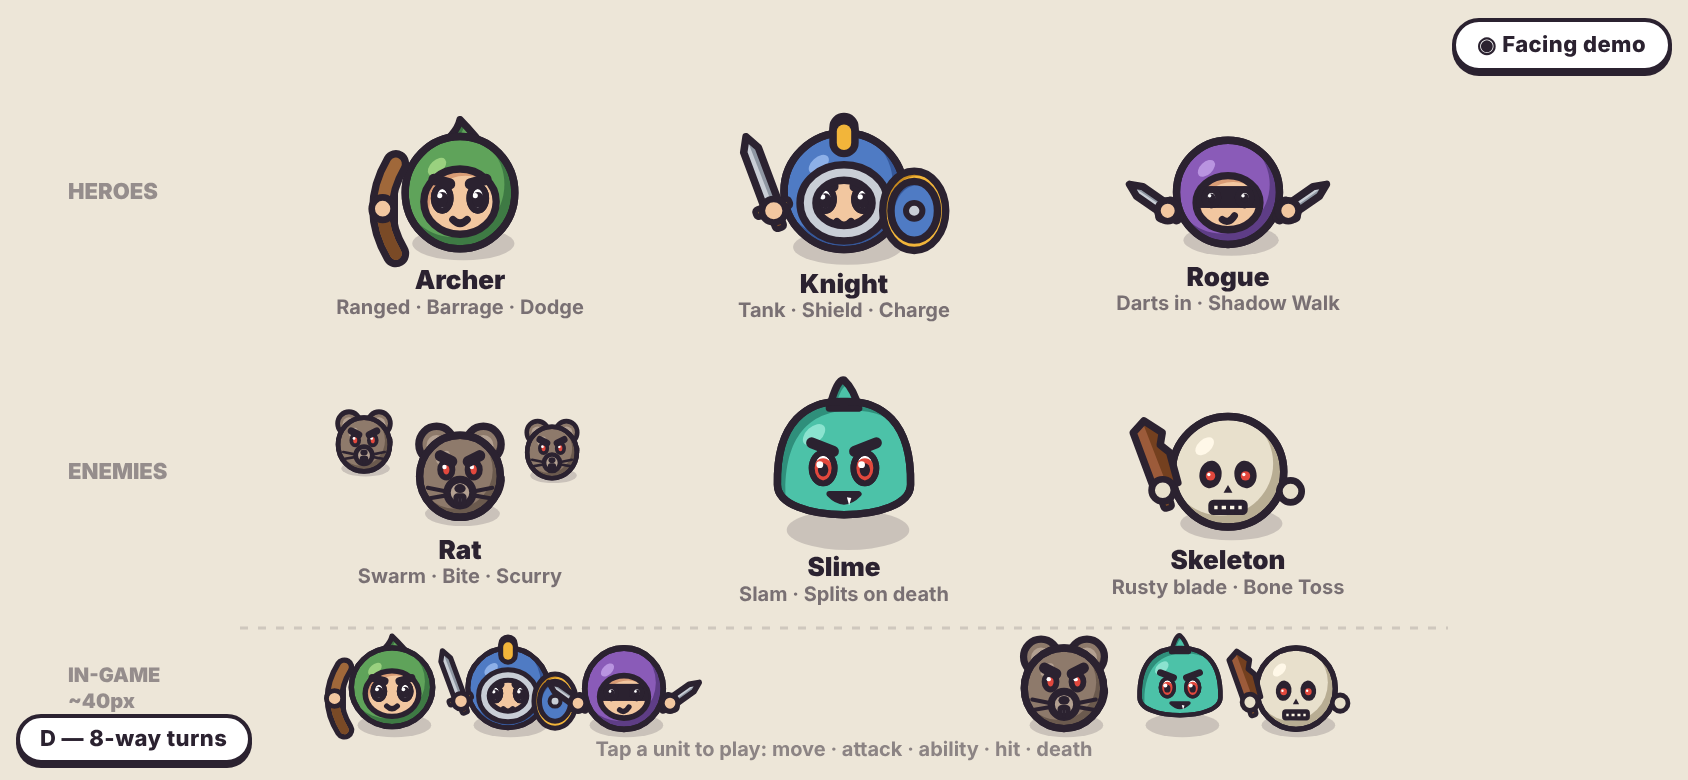 ◉ Facing demo
HEROES
Archer
Ranged · Barrage · Dodge
Knight
Tank · Shield · Charge
Rogue
Darts in · Shadow Walk
ENEMIES
Rat
Swarm · Bite · Scurry
Slime
Slam · Splits on death
Skeleton
Rusty blade · Bone Toss
IN-GAME
~40px
D — 8-way turns
Tap a unit to play: move · attack · ability · hit · death